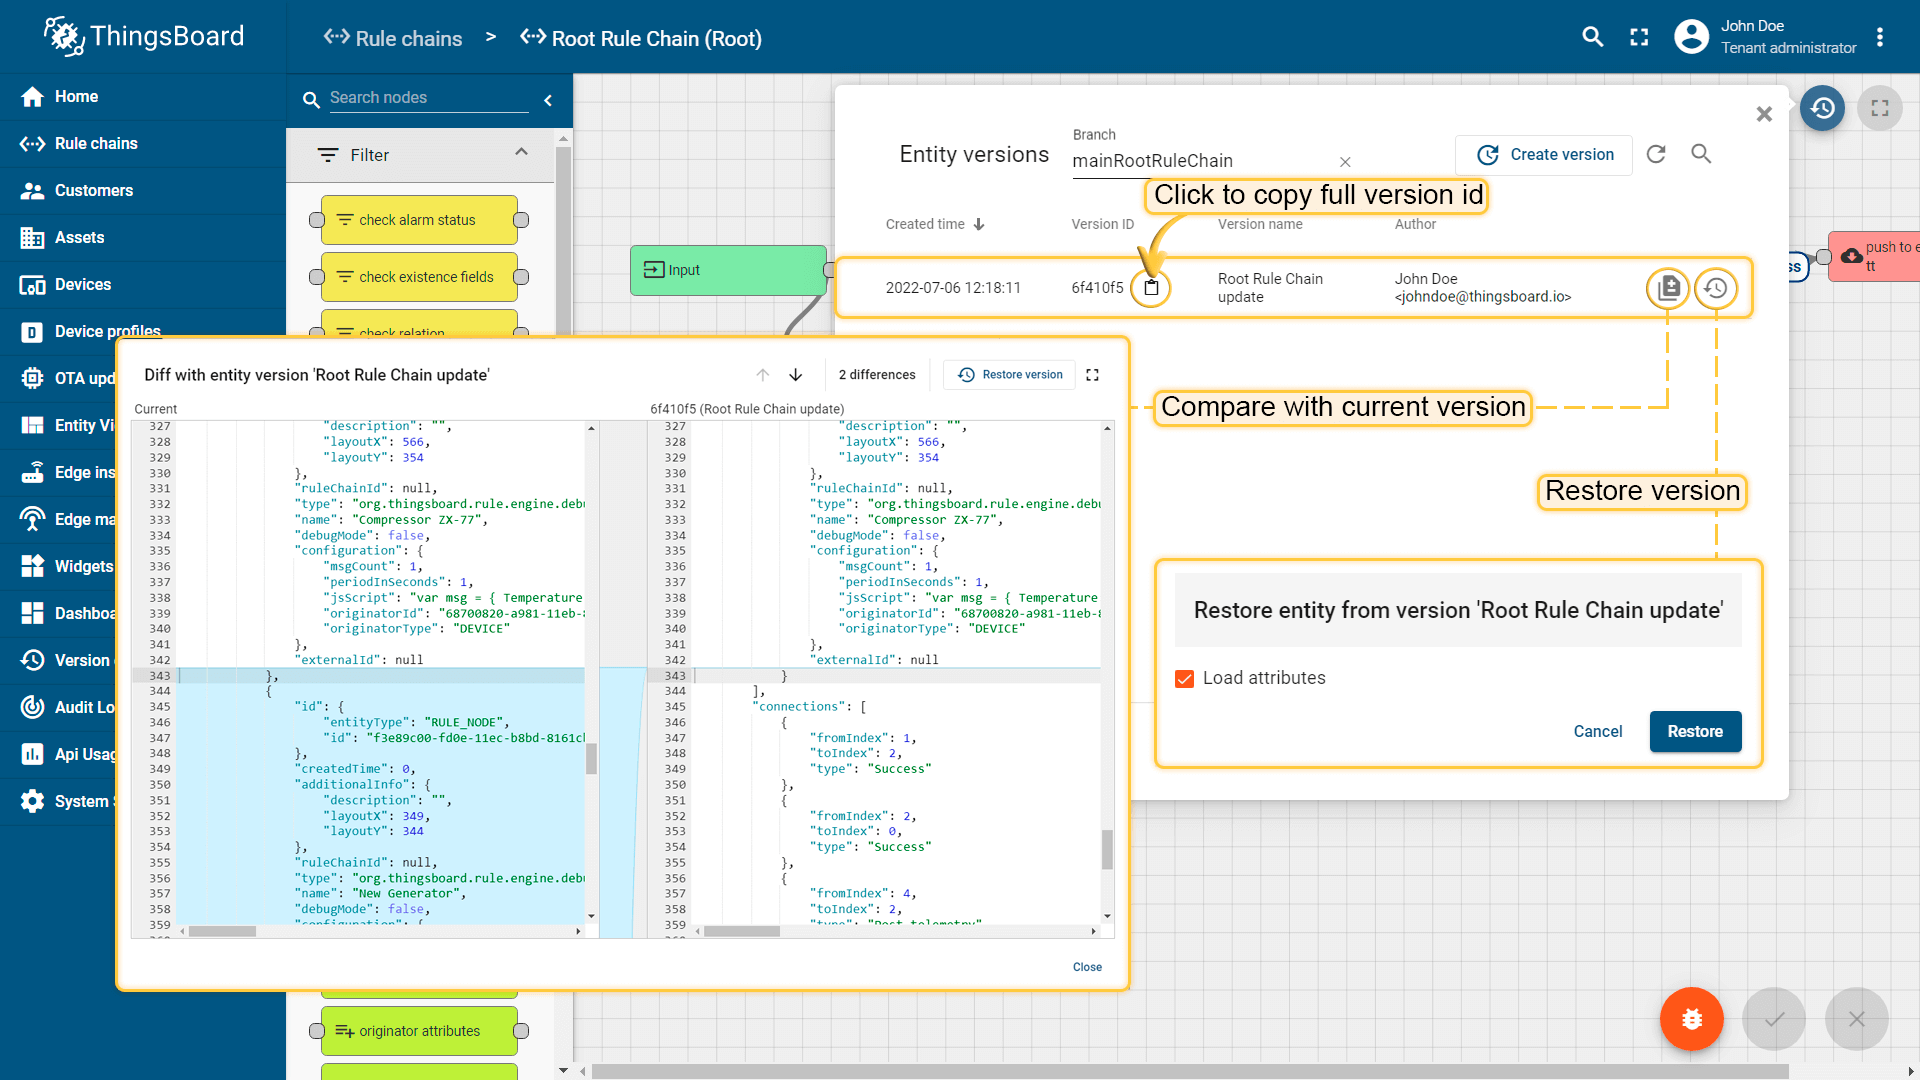 ThingsBoard
Rule chains > Root Rule Chain (Root)
John Doe
Tenant administrator
Home
Rule chains
Customers
Assets
Devices
Device profiles
OTA upd
Entity Vi
Edge ins
Edge ma
Widgets
Dashboa
Version
Audit Lo
Api Usag
System S
Search nodes
Filter
check alarm status
check existence fields
check relation
originator attributes
Input
push to e
tt
ss
Entity versions
Branch
mainRootRuleChain
Create version
Click to copy full version id
Created time
Version ID
Version name
Author
2022-07-06 12:18:11
6f410f5
Root Rule Chain
update
John Doe
<johndoe@thingsboard.io>
Compare with current version
Restore version
Restore entity from version 'Root Rule Chain update'
Load attributes
Cancel
Restore
Diff with entity version 'Root Rule Chain update'
2 differences
Restore version
Current
327 "description": "",
328 "layoutX": 566,
329 "layoutY": 354
330 },
331 "ruleChainId": null,
332 "type": "org.thingsboard.rule.engine.debu
333 "name": "Compressor ZX-77",
334 "debugMode": false,
335 "configuration": {
336 "msgCount": 1,
337 "periodInSeconds": 1,
338 "jsScript": "var msg = { Temperature
339 "originatorId": "68700820-a981-11eb-8
340 "originatorType": "DEVICE"
341 },
342 "externalId": null
343 },
344 {
345 "id": {
346 "entityType": "RULE_NODE",
347 "id": "f3e89c00-fd0e-11ec-b8bd-8161cb
348 },
349 "createdTime": 0,
350 "additionalInfo": {
351 "description": "",
352 "layoutX": 349,
353 "layoutY": 344
354 },
355 "ruleChainId": null,
356 "type": "org.thingsboard.rule.engine.debu
357 "name": "New Generator",
358 "debugMode": false,
359 "configuration": {
6f410f5 (Root Rule Chain update)
327 "description": "",
328 "layoutX": 566,
329 "layoutY": 354
330 },
331 "ruleChainId": null,
332 "type": "org.thingsboard.rule.engine.debu
333 "name": "Compressor ZX-77",
334 "debugMode": false,
335 "configuration": {
336 "msgCount": 1,
337 "periodInSeconds": 1,
338 "jsScript": "var msg = { Temperature
339 "originatorId": "68700820-a981-11eb-8
340 "originatorType": "DEVICE"
341 },
342 "externalId": null
343 }
344 ],
345 "connections": [
346 {
347 "fromIndex": 1,
348 "toIndex": 2,
349 "type": "Success"
350 },
351 {
352 "fromIndex": 2,
353 "toIndex": 0,
354 "type": "Success"
355 },
356 {
357 "fromIndex": 4,
358 "toIndex": 2,
359 "type": "Post telemetry"
Close